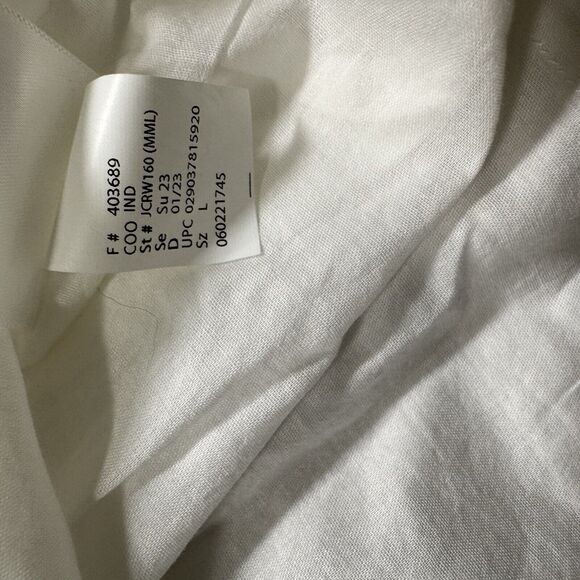 F # 403689
COO IND
St # JCRW160 (MML)
Se Su 23
D 01/23
UPC 029037815920
Sz L
060221745